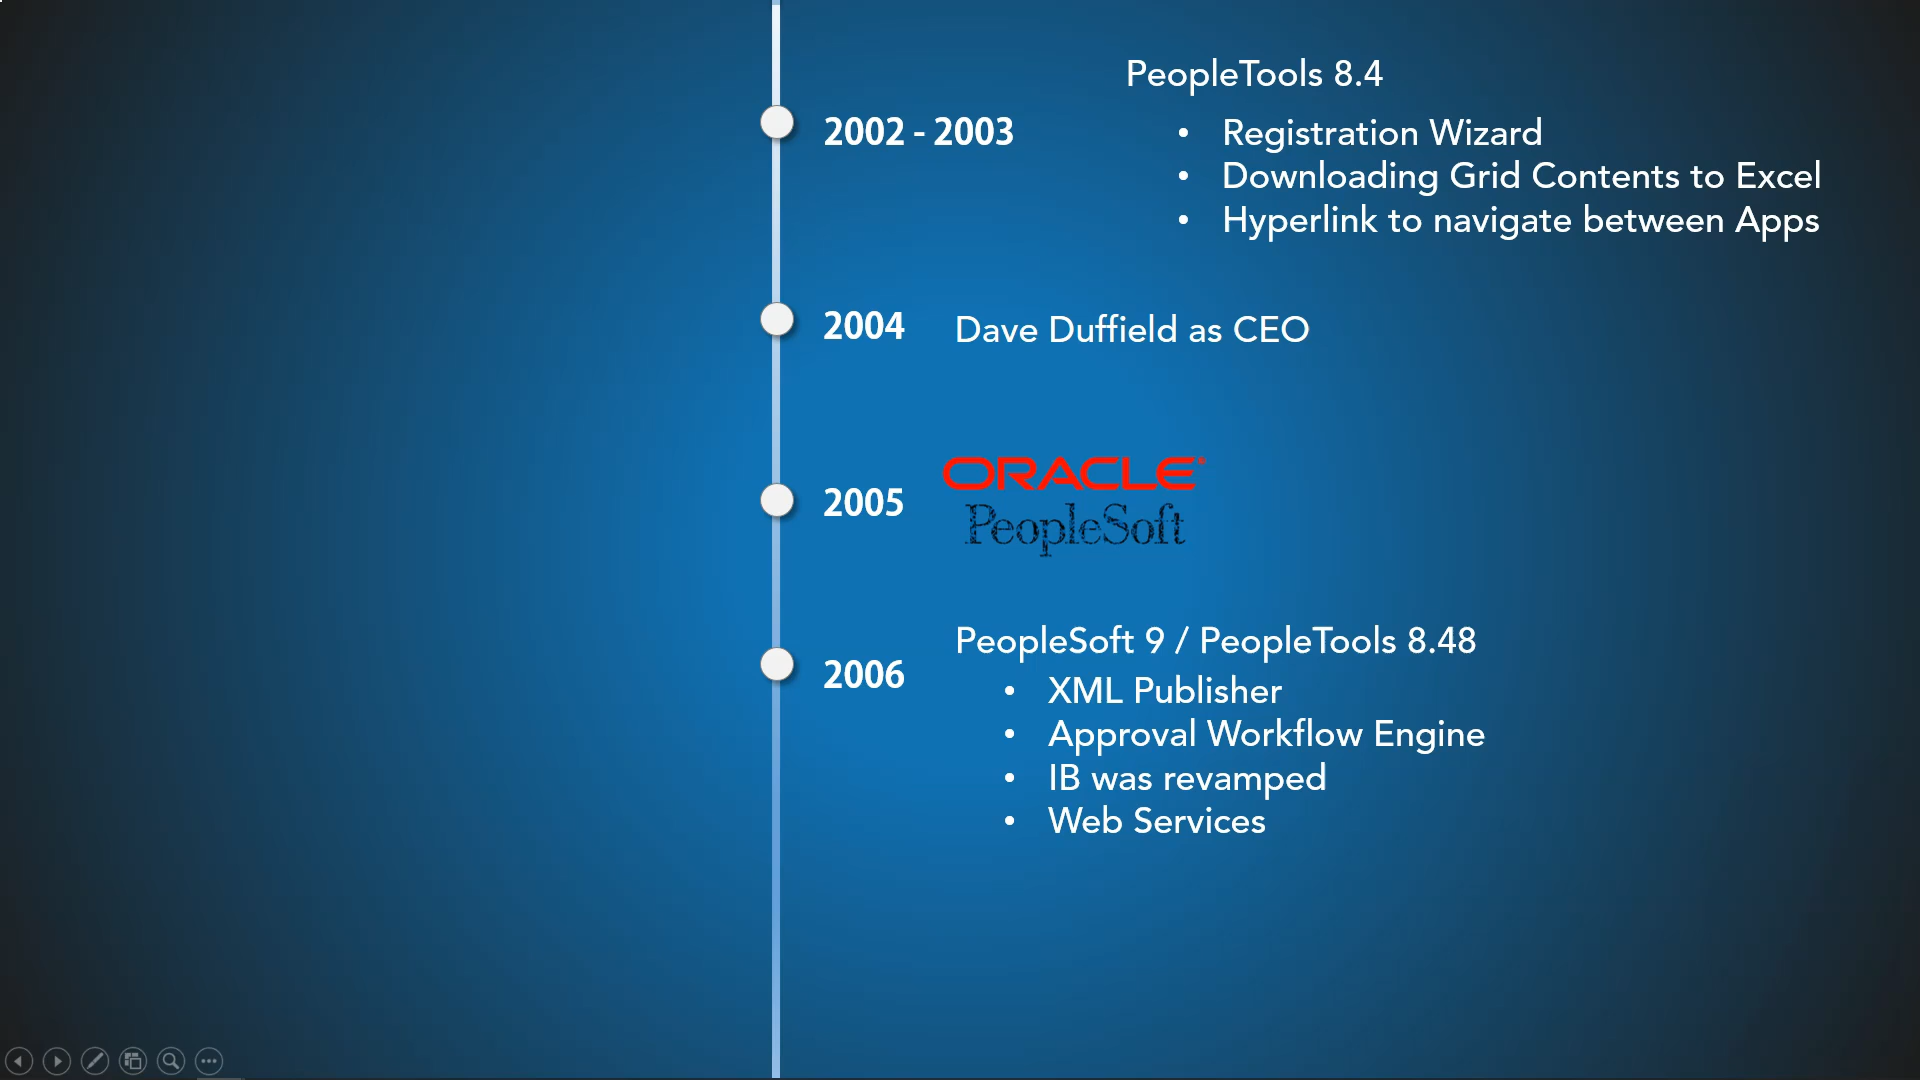 PeopleTools 8.4
2002 - 2003
• Registration Wizard
• Downloading Grid Contents to Excel
• Hyperlink to navigate between Apps
2004
Dave Duffield as CEO
ORACLE
2005
PeopleSoft
PeopleSoft 9 / PeopleTools 8.48
2006
• XML Publisher
• Approval Workflow Engine
• IB was revamped
• Web Services